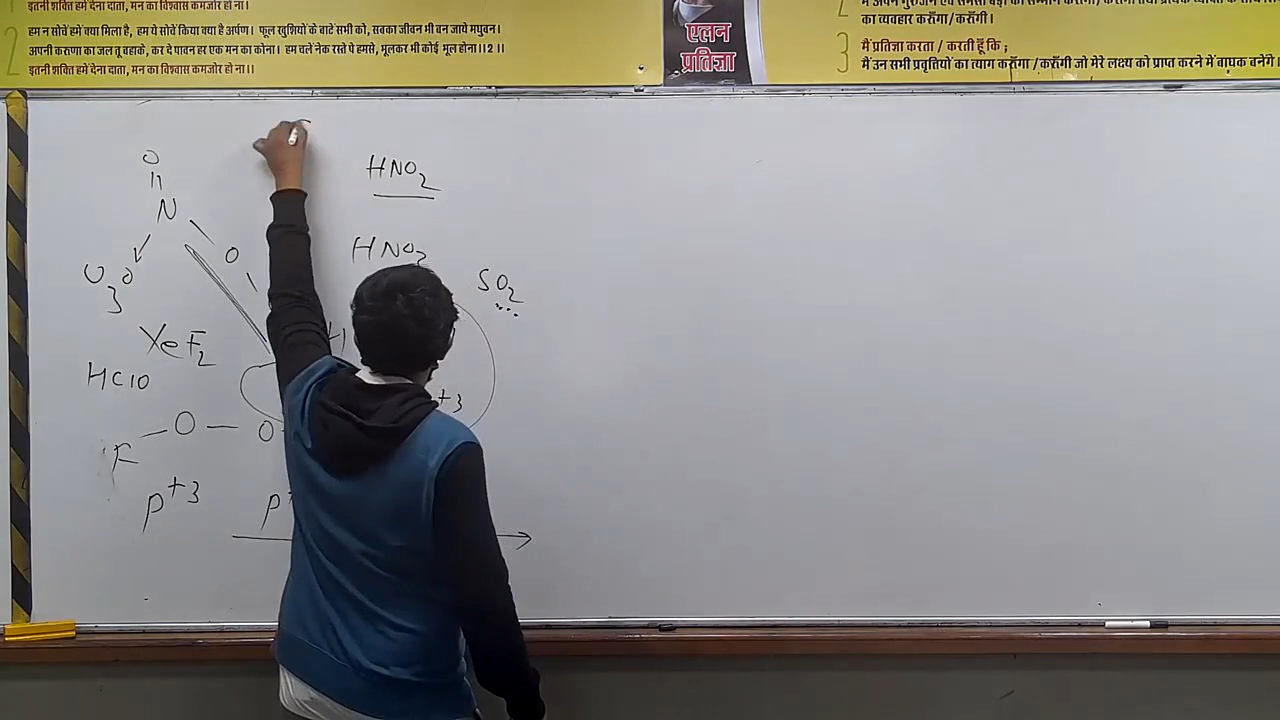 इतनी शक्ति हमें देना दाता, मन का विश्वास कमजोर हो ना।
2 हम न सोचें हमें क्या मिला है, हम ये सोचें किया क्या है अर्पण। फूल खुशियों के बाटें सभी को, सबका जीवन भी बन जाये मधुबन।
अपनी करुणा का जल तू बहाके, कर दे पावन हर एक मन का कोना। हम चलें नेक रस्ते पे हमसे, भूलकर भी कोई भूल हो ना।। 2 ।।
इतनी शक्ति हमें देना दाता, मन का विश्वास कमजोर हो ना।।
एलन
प्रतिज्ञा
2
का व्यवहार करूँगा / करूँगी।
3 मैं प्रतिज्ञा करता / करती हूँ कि ;
मैं उन सभी प्रवृत्तियों का त्याग करूँगा / करूँगी जो मेरे लक्ष्य को प्राप्त करने में बाधक बनेंगे।
O
N
O
O
HNO2
HNO3
SO2
O3
XeF2
HClO
H
+3
F - O - O
P+3
P+